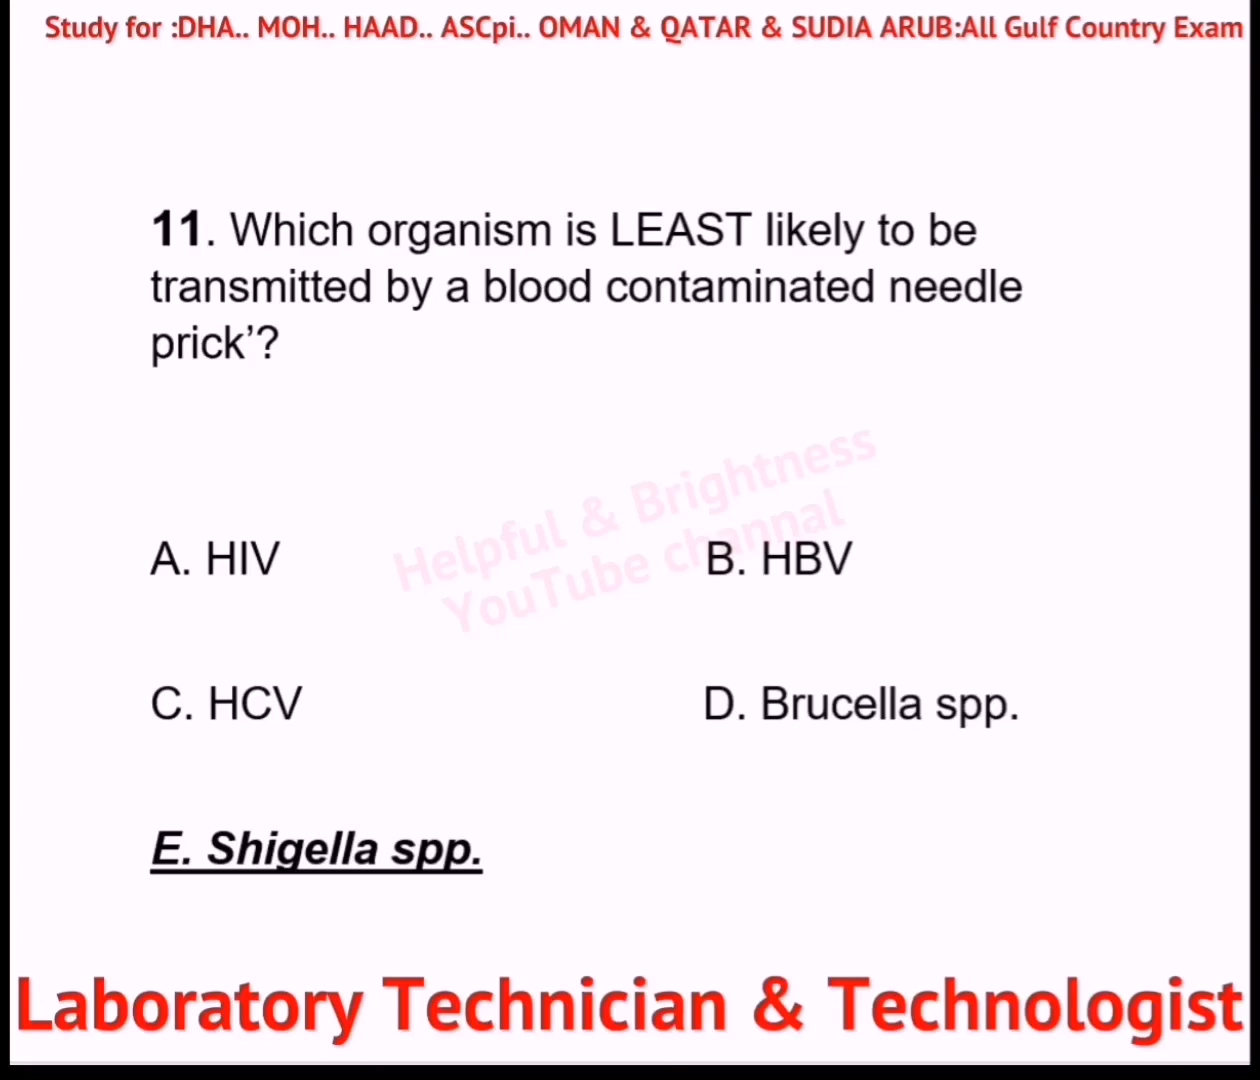 Study for :DHA.. MOH.. HAAD.. ASCpi.. OMAN & QATAR & SUDIA ARUB:All Gulf Country Exam
11. Which organism is LEAST likely to be
transmitted by a blood contaminated needle
prick’?
Helpful & Brightness
YouTube channal
A. HIV
B. HBV
C. HCV
D. Brucella spp.
E. Shigella spp.
Laboratory Technician & Technologist